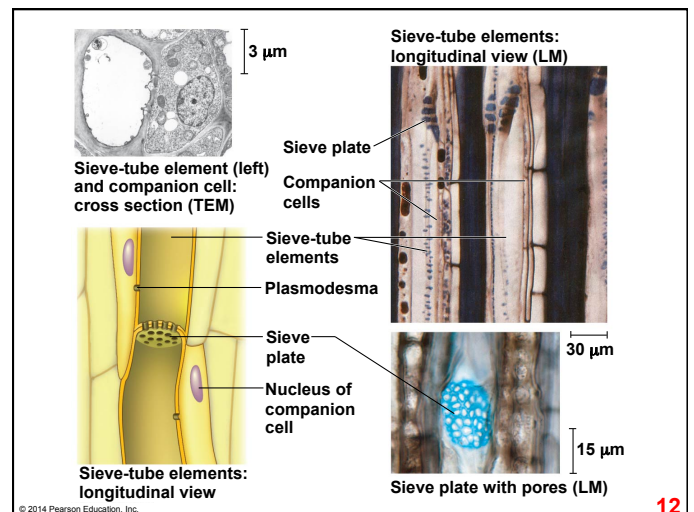 3 μm
Sieve-tube element (left)
and companion cell:
cross section (TEM)
Sieve-tube elements:
longitudinal view (LM)
Sieve plate
Companion
cells
Sieve-tube
elements
Plasmodesma
Sieve
plate
Nucleus of
companion
cell
30 μm
15 μm
Sieve-tube elements:
longitudinal view
Sieve plate with pores (LM)
© 2014 Pearson Education, Inc.
12